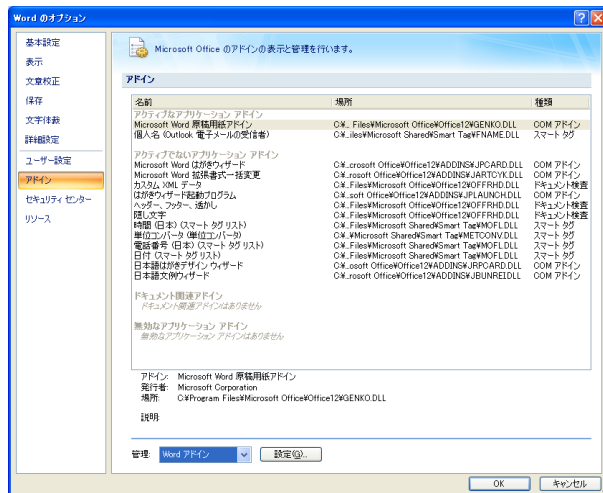 Word のオプション
基本設定
表示
文章校正
保存
文字体裁
詳細設定
ユーザー設定
アドイン
セキュリティ センター
リソース
Microsoft Office のアドインの表示と管理を行います。
アドイン
名前 場所 種類
アクティブなアプリケーション アドイン
Microsoft Word 原稿用紙アドイン C:¥... Files¥Microsoft Office¥Office12¥GENKO.DLL COM アドイン
個人名 (Outlook 電子メールの受信者) C:¥...iles¥Microsoft Shared¥Smart Tag¥FNAME.DLL スマート タグ
アクティブでないアプリケーション アドイン
Microsoft Word はがきウィザード C:¥...crosoft Office¥Office12¥ADDINS¥JPCARD.DLL COM アドイン
Microsoft Word 拡張書式一括変更 C:¥...rosoft Office¥Office12¥ADDINS¥JARTCYK.DLL COM アドイン
カスタム XML データ C:¥...Files¥Microsoft Office¥Office12¥OFFRHD.DLL ドキュメント検査
はがきウィザード起動プログラム C:¥...soft Office¥Office12¥ADDINS¥JPLAUNCH.DLL COM アドイン
ヘッダー、フッター、透かし C:¥...Files¥Microsoft Office¥Office12¥OFFRHD.DLL ドキュメント検査
隠し文字 C:¥...Files¥Microsoft Office¥Office12¥OFFRHD.DLL ドキュメント検査
時間 (日本) (スマート タグ リスト) C:¥...Files¥Microsoft Shared¥Smart Tag¥MOFL.DLL スマート タグ
単位コンバータ (単位コンバータ) C:¥...¥Microsoft Shared¥Smart Tag¥METCONV.DLL スマート タグ
電話番号 (日本) (スマート タグ リスト) C:¥...Files¥Microsoft Shared¥Smart Tag¥MOFL.DLL スマート タグ
日付 (スマート タグ リスト) C:¥...Files¥Microsoft Shared¥Smart Tag¥MOFL.DLL スマート タグ
日本語はがきデザイン ウィザード C:¥...osoft Office¥Office12¥ADDINS¥JRPCARD.DLL COM アドイン
日本語文例ウィザード C:¥...rosoft Office¥Office12¥ADDINS¥JBUNREI.DLL COM アドイン
ドキュメント関連アドイン
ドキュメント関連アドインはありません
無効なアプリケーション アドイン
無効なアプリケーション アドインはありません
アドイン: Microsoft Word 原稿用紙アドイン
発行者: Microsoft Corporation
場所: C:¥Program Files¥Microsoft Office¥Office12¥GENKO.DLL
説明:
管理: Word アドイン 設定(G)...
OK キャンセル